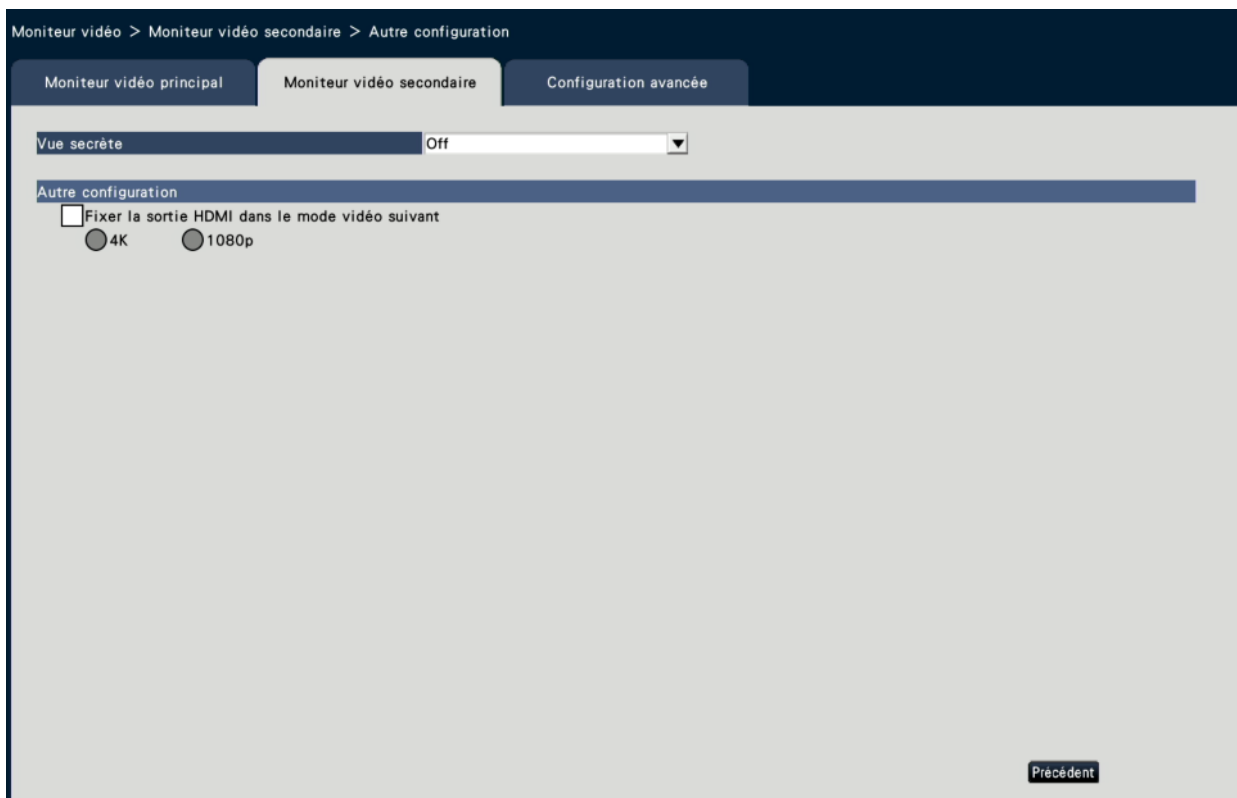 Moniteur vidéo > Moniteur vidéo secondaire > Autre configuration
Moniteur vidéo principal Moniteur vidéo secondaire Configuration avancée
Vue secrète Off
Autre configuration
Fixer la sortie HDMI dans le mode vidéo suivant
4K 1080p
Précédent